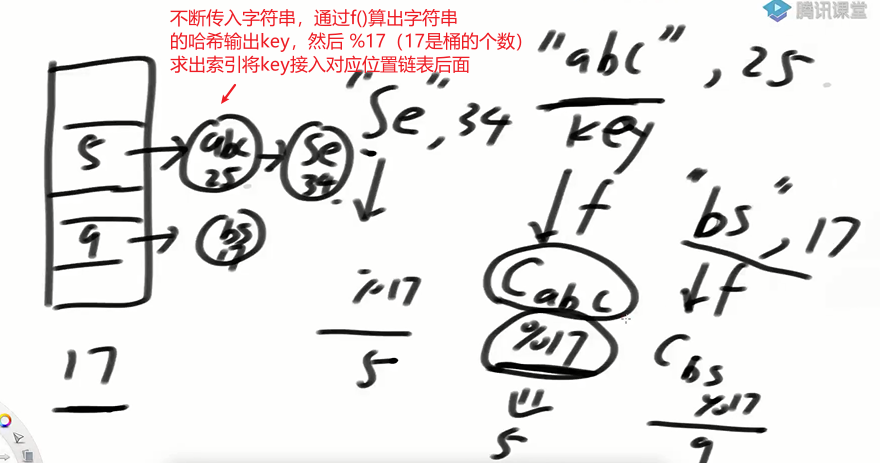 腾讯课堂
不断传入字符串，通过f()算出字符串
的哈希输出key，然后 %17（17是桶的个数）
求出索引将key接入对应位置链表后面
"abc", 25
key
f
Cabc
%17
5
"Se", 34
%17
5
"bs", 17
f
Cbs
%17
9
5
abc
25
Se
34
9
bs
17
17